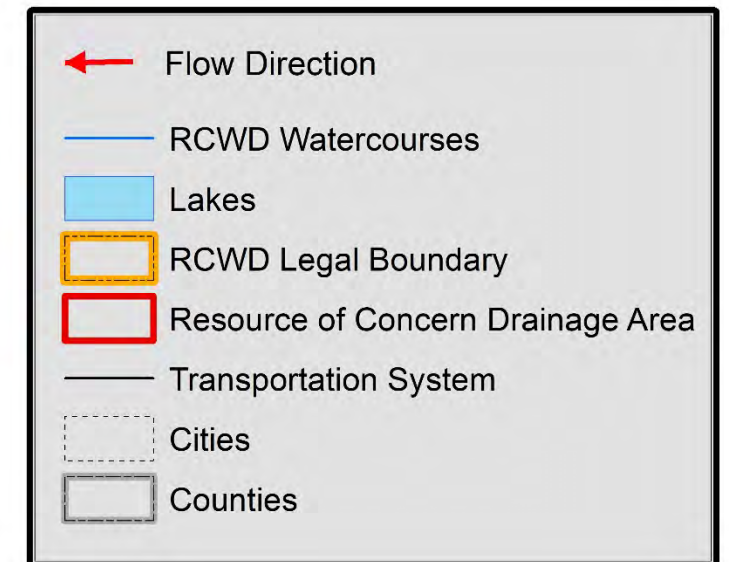 Flow Direction
RCWD Watercourses
Lakes
RCWD Legal Boundary
Resource of Concern Drainage Area
Transportation System
Cities
Counties